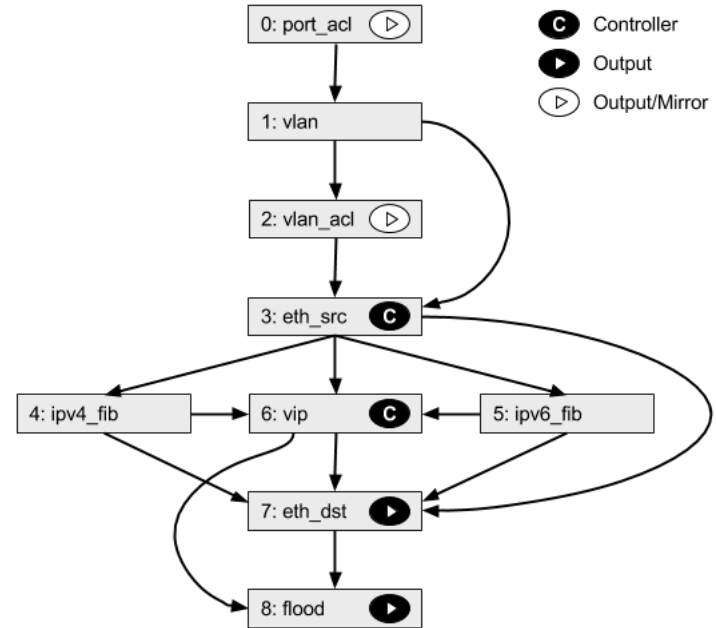 0: port_acl
C Controller
Output
Output/Mirror
1: vlan
2: vlan_acl
3: eth_src C
4: ipv4_fib
6: vip C
5: ipv6_fib
7: eth_dst
8: flood